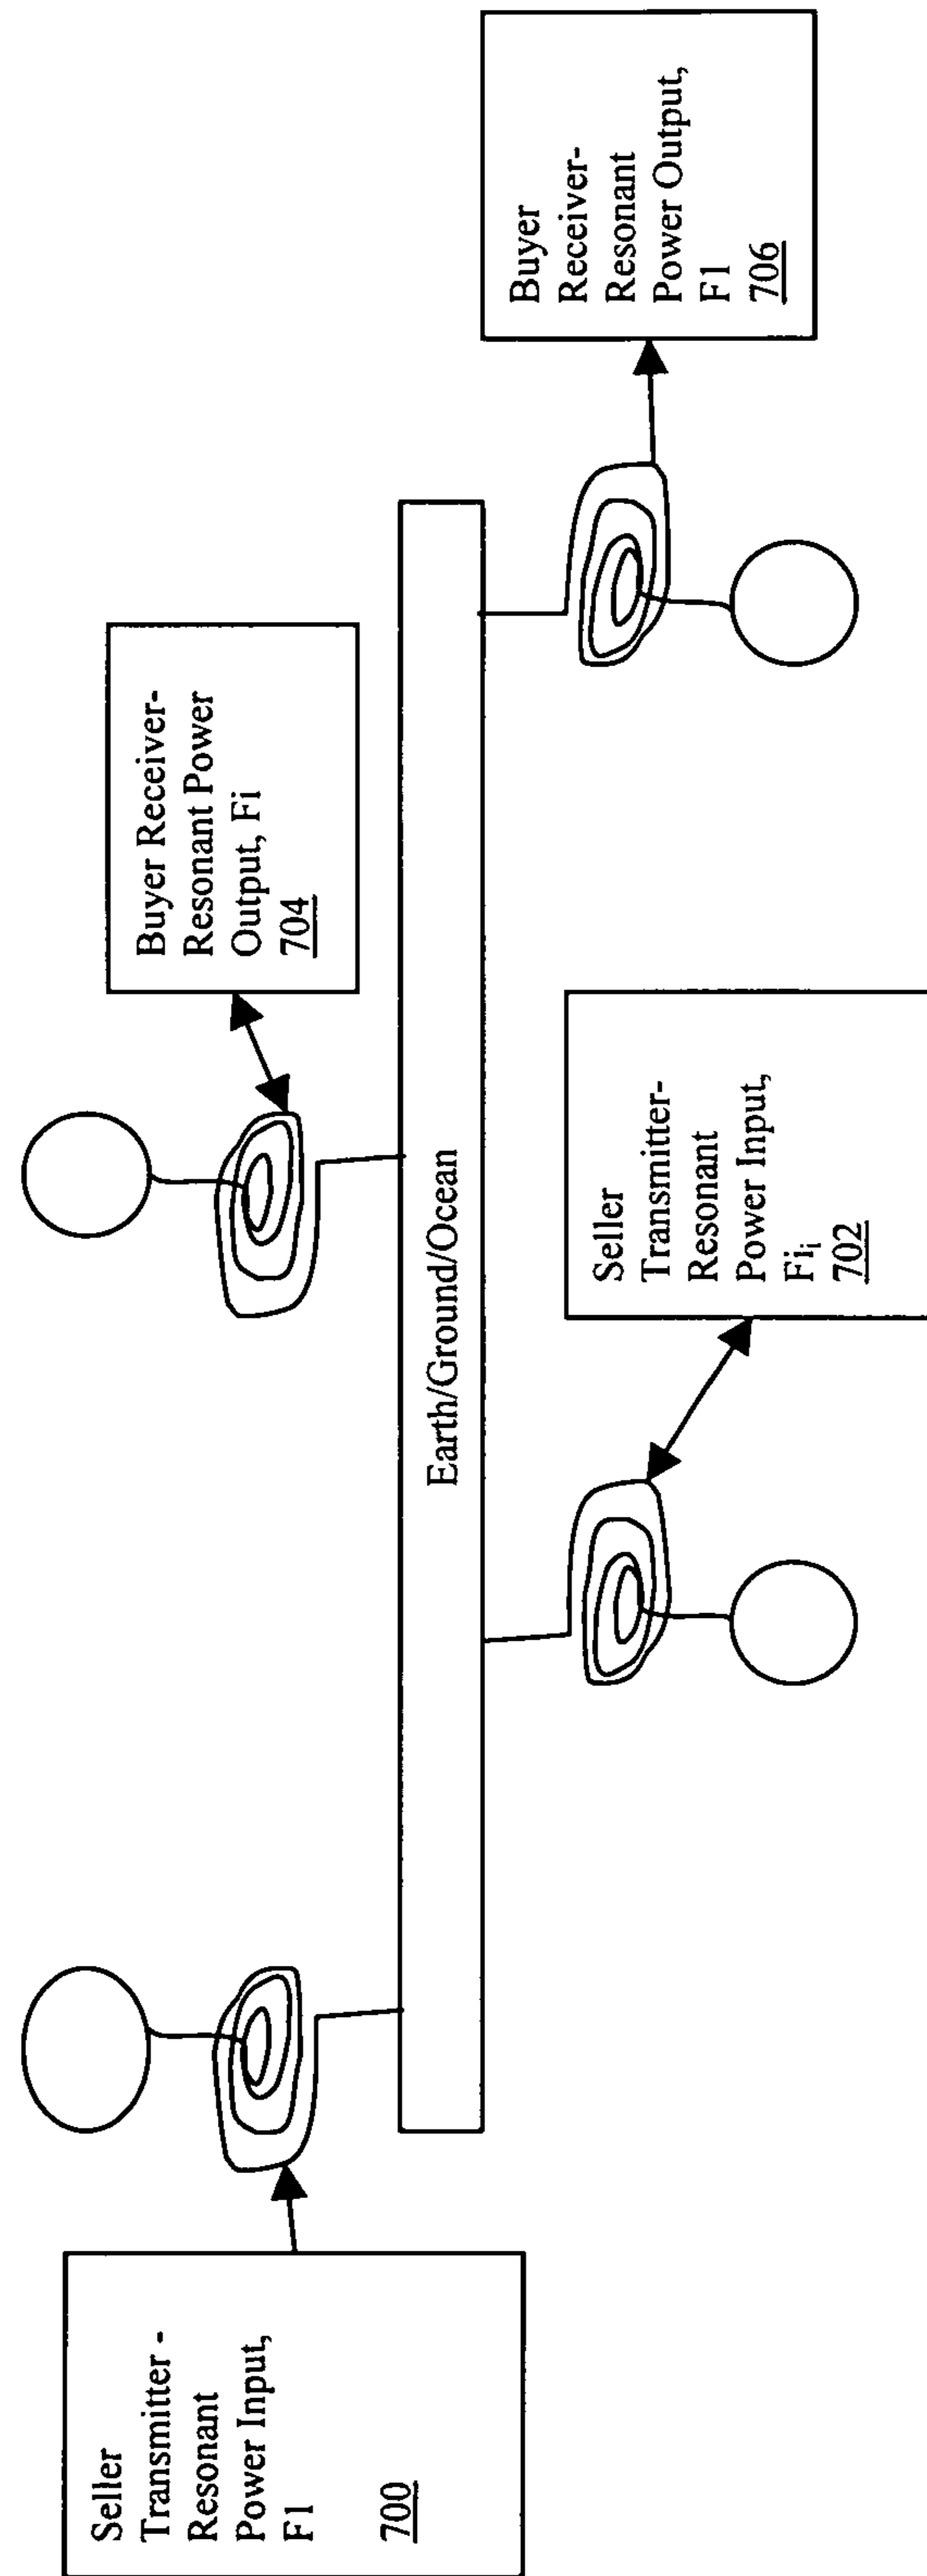 Seller
Transmitter -
Resonant
Power Input,
F1
700
Buyer Receiver-
Resonant Power
Output, Fi
704
Earth/Ground/Ocean
Seller
Transmitter-
Resonant
Power Input,
Fii
702
Buyer
Receiver-
Resonant
Power Output,
F1
706